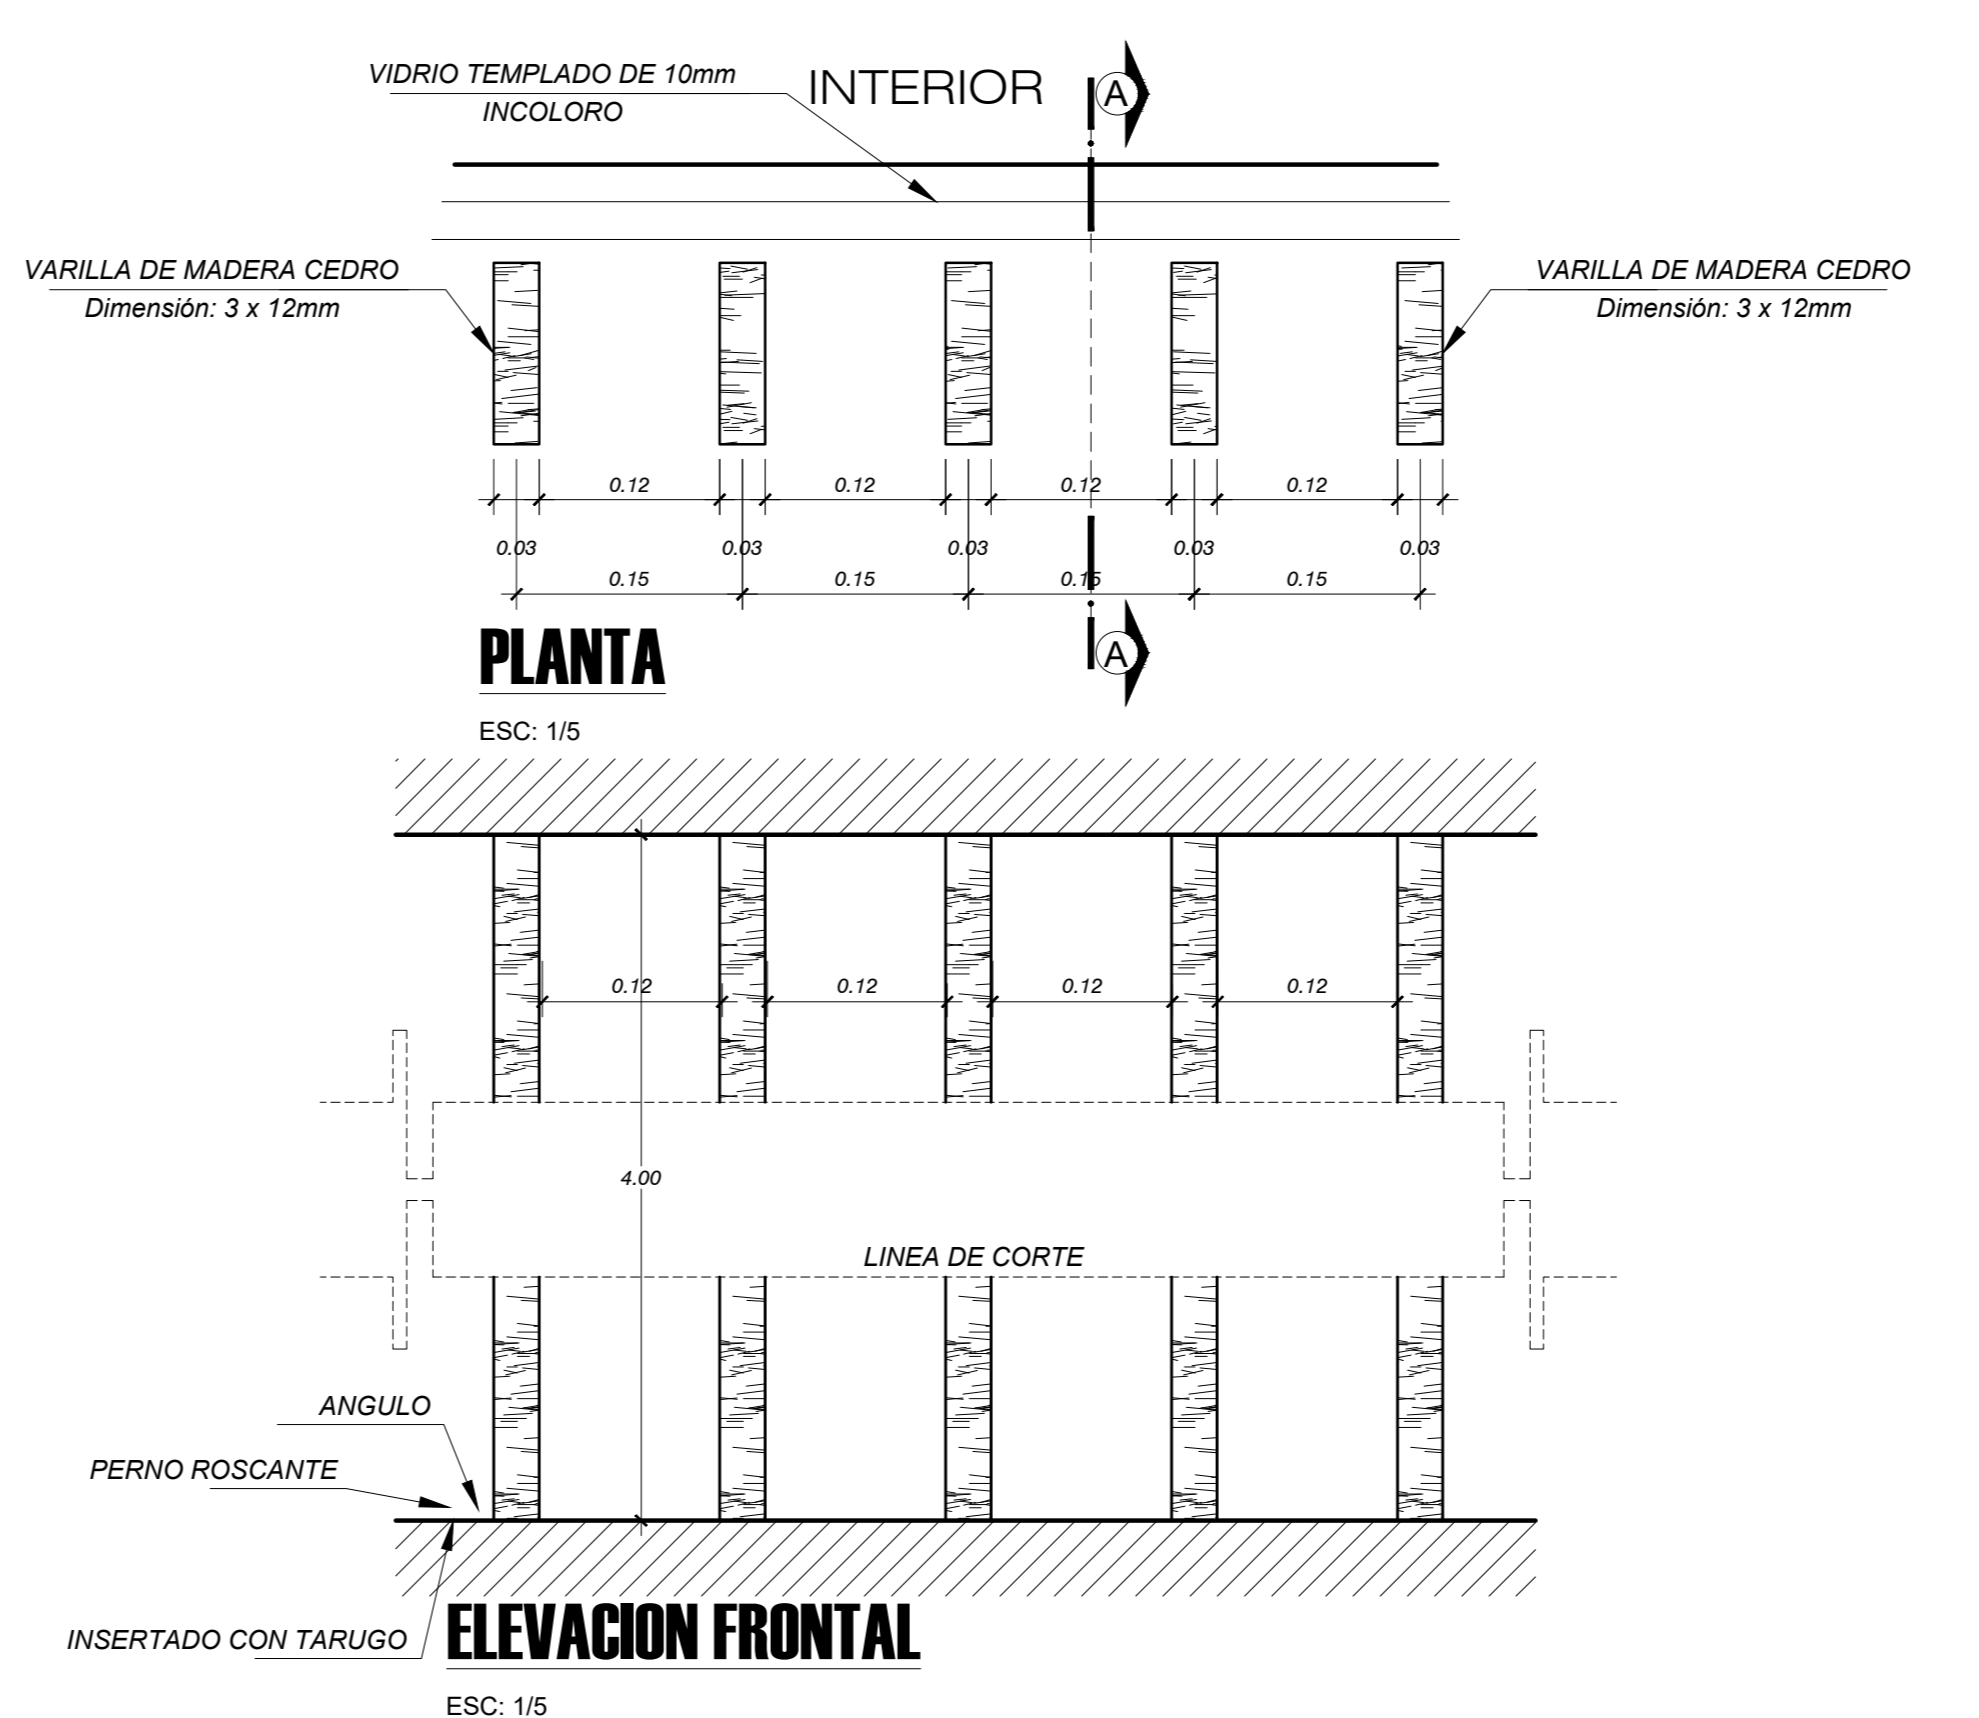 VIDRIO TEMPLADO DE 10mm
INCOLORO
INTERIOR
A
VARILLA DE MADERA CEDRO
Dimensión: 3 x 12mm
VARILLA DE MADERA CEDRO
Dimensión: 3 x 12mm
0.12 0.12 0.12 0.12
0.03 0.03 0.03 0.03 0.03
0.15 0.15 0.15 0.15
PLANTA
A
ESC: 1/5
0.12 0.12 0.12 0.12
4.00
LINEA DE CORTE
ANGULO
PERNO ROSCANTE
INSERTADO CON TARUGO
ELEVACION FRONTAL
ESC: 1/5